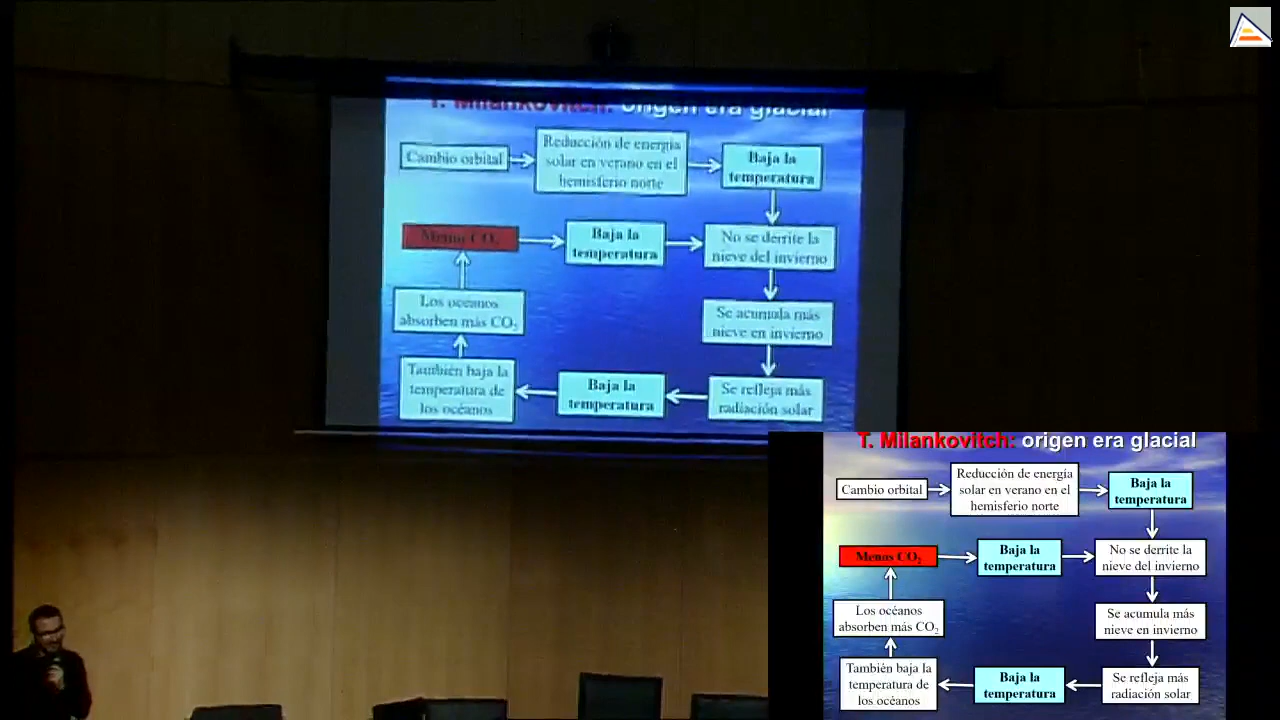 T. Milankovitch: origen era glacial
Cambio orbital
Reducción de energía
solar en verano en el
hemisferio norte
Baja la
temperatura
Menos CO2
Baja la
temperatura
No se derrite la
nieve del invierno
Los océanos
absorben más CO2
Se acumula más
nieve en invierno
También baja la
temperatura de
los océanos
Baja la
temperatura
Se refleja más
radiación solar
T. Milankovitch: origen era glacial
Cambio orbital
Reducción de energía
solar en verano en el
hemisferio norte
Baja la
temperatura
Menos CO2
Baja la
temperatura
No se derrite la
nieve del invierno
Los océanos
absorben más CO2
Se acumula más
nieve en invierno
También baja la
temperatura de
los océanos
Baja la
temperatura
Se refleja más
radiación solar